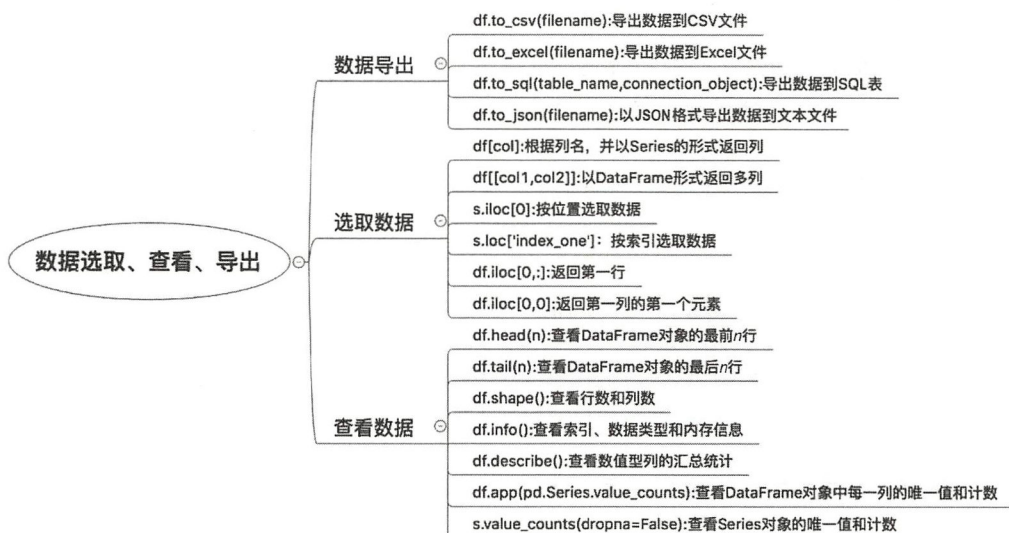 数据选取、查看、导出
数据导出
df.to_csv(filename):导出数据到CSV文件
df.to_excel(filename):导出数据到Excel文件
df.to_sql(table_name,connection_object):导出数据到SQL表
df.to_json(filename):以JSON格式导出数据到文本文件
选取数据
df[col]:根据列名，并以Series的形式返回列
df[[col1,col2]]:以DataFrame形式返回多列
s.iloc[0]:按位置选取数据
s.loc['index_one']：按索引选取数据
df.iloc[0,:]:返回第一行
df.iloc[0,0]:返回第一列的第一个元素
查看数据
df.head(n):查看DataFrame对象的最前n行
df.tail(n):查看DataFrame对象的最后n行
df.shape():查看行数和列数
df.info():查看索引、数据类型和内存信息
df.describe():查看数值型列的汇总统计
df.app(pd.Series.value_counts):查看DataFrame对象中每一列的唯一值和计数
s.value_counts(dropna=False):查看Series对象的唯一值和计数